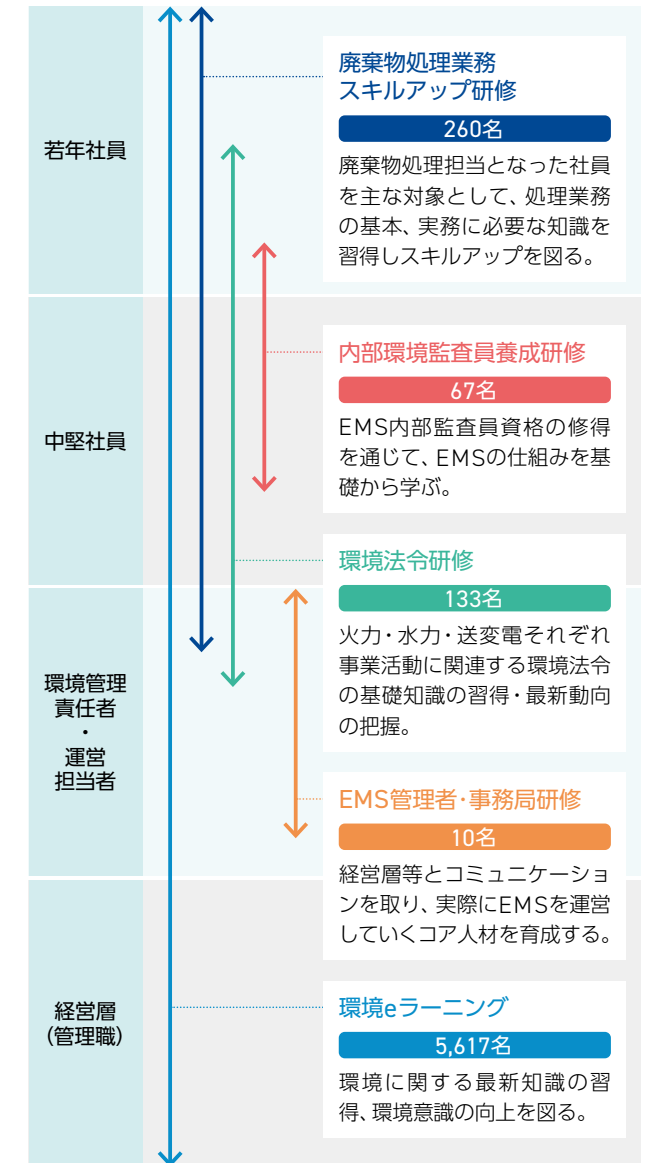 若年社員
廃棄物処理業務
スキルアップ研修
260名
廃棄物処理担当となった社員
を主な対象として、処理業務
の基本、実務に必要な知識を
習得しスキルアップを図る。
中堅社員
内部環境監査員養成研修
67名
EMS内部監査員資格の修得
を通じて、EMSの仕組みを基
礎から学ぶ。
環境法令研修
133名
火力・水力・送変電それぞれ
事業活動に関連する環境法令
の基礎知識の習得・最新動向
の把握。
環境管理
責任者
・
運営
担当者
EMS管理者・事務局研修
10名
経営層等とコミュニケーショ
ンを取り、実際にEMSを運営
していくコア人材を育成する。
経営層
(管理職)
環境eラーニング
5,617名
環境に関する最新知識の習
得、環境意識の向上を図る。